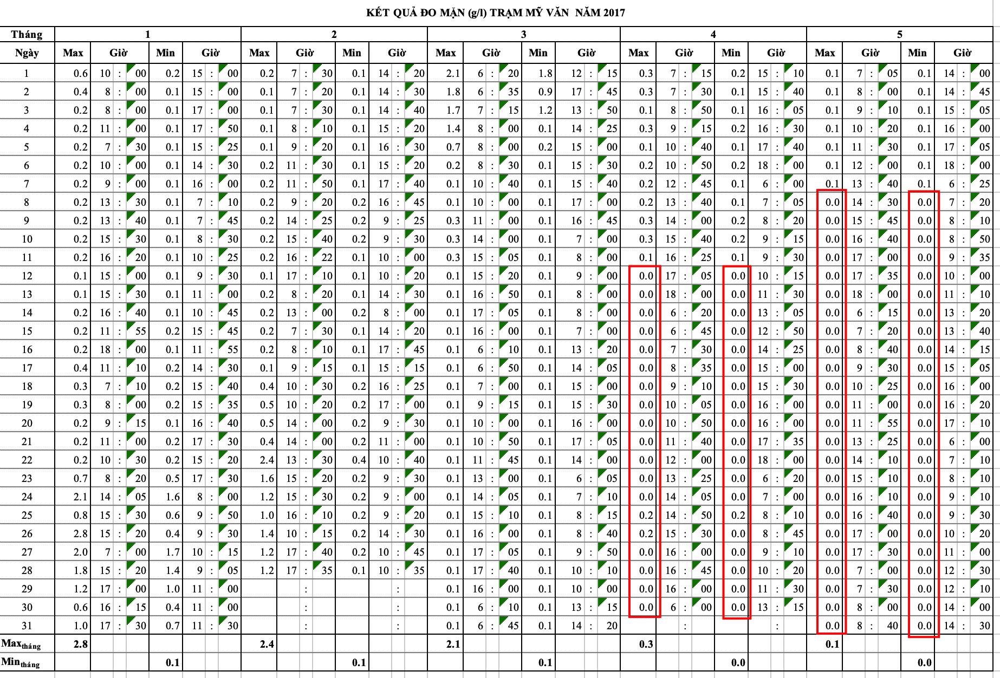 KẾT QUẢ ĐO MẶN (g/l) TRẠM MỸ VĂN NĂM 2017
Tháng 1 2 3 4 5
Ngày Max Giờ Min Giờ Max Giờ Min Giờ Max Giờ Min Giờ Max Giờ Min Giờ Max Giờ Min Giờ
1 0.6 10 : 00 0.2 15 : 00 0.2 7 : 30 0.1 14 : 20 2.1 6 : 20 1.8 12 : 15 0.3 7 : 15 0.2 15 : 10 0.1 7 : 05 0.1 14 : 00
2 0.4 8 : 00 0.1 15 : 00 0.1 7 : 20 0.1 14 : 30 1.8 6 : 35 0.9 17 : 45 0.3 7 : 30 0.1 15 : 40 0.1 8 : 00 0.1 14 : 45
3 0.2 8 : 00 0.1 17 : 00 0.1 7 : 30 0.1 14 : 40 1.7 7 : 15 1.2 13 : 50 0.1 8 : 50 0.1 16 : 05 0.1 9 : 10 0.1 15 : 05
4 0.2 11 : 00 0.1 17 : 50 0.1 8 : 10 0.1 15 : 20 1.4 8 : 00 0.1 14 : 25 0.3 9 : 15 0.2 16 : 30 0.1 10 : 20 0.1 16 : 00
5 0.2 7 : 30 0.1 15 : 25 0.1 9 : 20 0.1 16 : 30 0.7 8 : 00 0.2 15 : 00 0.1 10 : 40 0.1 17 : 40 0.1 11 : 30 0.1 17 : 05
6 0.2 10 : 00 0.1 14 : 30 0.2 11 : 30 0.1 15 : 20 0.2 8 : 30 0.1 15 : 30 0.2 10 : 50 0.2 18 : 00 0.1 12 : 00 0.1 18 : 00
7 0.2 9 : 00 0.1 16 : 00 0.2 11 : 50 0.1 17 : 40 0.1 10 : 40 0.1 15 : 40 0.2 12 : 45 0.1 6 : 00 0.1 13 : 40 0.1 6 : 25
8 0.2 13 : 30 0.1 7 : 10 0.2 9 : 20 0.2 16 : 45 0.1 10 : 00 0.1 17 : 00 0.2 13 : 40 0.1 7 : 05 0.0 14 : 30 0.0 7 : 20
9 0.2 13 : 40 0.1 7 : 45 0.2 14 : 25 0.2 9 : 25 0.3 11 : 00 0.1 16 : 45 0.3 14 : 00 0.2 8 : 20 0.0 15 : 45 0.0 8 : 10
10 0.2 15 : 30 0.1 8 : 30 0.2 15 : 40 0.2 9 : 30 0.3 14 : 00 0.1 7 : 00 0.3 15 : 40 0.2 9 : 15 0.0 16 : 40 0.0 8 : 50
11 0.2 16 : 20 0.1 10 : 25 0.2 16 : 22 0.1 10 : 00 0.3 15 : 05 0.1 8 : 00 0.1 16 : 25 0.1 9 : 30 0.0 17 : 00 0.0 9 : 35
12 0.1 15 : 00 0.1 9 : 30 0.1 17 : 10 0.1 10 : 20 0.1 15 : 20 0.1 9 : 00 0.0 17 : 05 0.0 10 : 15 0.0 17 : 35 0.0 10 : 00
13 0.1 15 : 30 0.1 11 : 00 0.2 8 : 20 0.1 14 : 30 0.1 16 : 50 0.1 8 : 00 0.0 18 : 00 0.0 11 : 30 0.0 18 : 00 0.0 11 : 10
14 0.2 16 : 40 0.1 10 : 45 0.2 13 : 00 0.2 8 : 00 0.1 17 : 05 0.1 8 : 00 0.0 6 : 20 0.0 13 : 05 0.0 6 : 15 0.0 13 : 20
15 0.2 11 : 55 0.2 15 : 45 0.2 7 : 30 0.1 14 : 20 0.1 16 : 00 0.1 7 : 00 0.0 6 : 45 0.0 12 : 50 0.0 7 : 20 0.0 13 : 40
16 0.2 18 : 00 0.1 11 : 55 0.2 8 : 10 0.1 17 : 45 0.1 6 : 10 0.1 13 : 20 0.0 7 : 30 0.0 14 : 25 0.0 8 : 40 0.0 14 : 15
17 0.4 11 : 10 0.2 14 : 30 0.1 9 : 15 0.1 15 : 15 0.1 6 : 50 0.1 14 : 05 0.0 8 : 35 0.0 15 : 00 0.0 9 : 30 0.0 15 : 05
18 0.3 7 : 10 0.2 15 : 40 0.4 10 : 30 0.2 16 : 25 0.1 7 : 00 0.1 15 : 00 0.0 9 : 10 0.0 15 : 30 0.0 10 : 25 0.0 16 : 00
19 0.3 8 : 00 0.2 15 : 35 0.5 10 : 20 0.2 17 : 00 0.1 9 : 15 0.1 15 : 30 0.0 10 : 05 0.0 16 : 00 0.0 11 : 00 0.0 16 : 20
20 0.2 9 : 15 0.1 16 : 40 0.5 14 : 00 0.2 9 : 30 0.1 10 : 00 0.1 16 : 00 0.0 10 : 50 0.0 16 : 00 0.0 11 : 55 0.0 17 : 10
21 0.2 11 : 00 0.2 17 : 30 0.4 14 : 00 0.2 11 : 00 0.1 10 : 50 0.1 17 : 05 0.0 11 : 40 0.0 17 : 35 0.0 13 : 25 0.0 6 : 00
22 0.2 10 : 30 0.2 15 : 20 2.4 13 : 30 0.4 10 : 40 0.1 11 : 45 0.1 14 : 00 0.0 12 : 00 0.0 18 : 00 0.0 14 : 10 0.0 7 : 10
23 0.7 8 : 20 0.5 17 : 30 1.6 15 : 20 0.2 9 : 30 0.1 13 : 00 0.1 6 : 05 0.0 13 : 25 0.0 6 : 20 0.0 15 : 10 0.0 8 : 10
24 2.1 14 : 05 1.6 8 : 00 1.2 15 : 30 0.2 9 : 00 0.1 14 : 05 0.1 7 : 10 0.0 14 : 05 0.0 7 : 00 0.0 16 : 10 0.0 9 : 10
25 0.8 15 : 30 0.6 9 : 50 1.0 16 : 10 0.2 9 : 20 0.1 15 : 10 0.1 8 : 15 0.2 14 : 50 0.2 8 : 10 0.0 16 : 40 0.0 9 : 30
26 2.8 15 : 20 0.4 9 : 30 1.4 10 : 15 0.2 14 : 30 0.1 16 : 00 0.1 8 : 40 0.2 15 : 30 0.0 8 : 45 0.0 17 : 00 0.0 10 : 20
27 2.0 7 : 00 1.7 10 : 15 1.2 17 : 40 0.2 10 : 45 0.1 17 : 05 0.1 9 : 50 0.0 16 : 00 0.0 9 : 10 0.0 17 : 30 0.0 11 : 00
28 1.8 15 : 20 1.4 9 : 05 1.2 17 : 35 0.1 10 : 35 0.1 17 : 40 0.1 10 : 10 0.0 16 : 45 0.0 10 : 20 0.0 7 : 00 0.0 12 : 30
29 1.2 17 : 00 1.0 11 : 00 : : 0.1 16 : 00 0.1 10 : 00 0.0 16 : 00 0.0 11 : 30 0.0 7 : 30 0.0 12 : 10
30 0.6 16 : 15 0.4 11 : 00 : : 0.1 6 : 10 0.1 13 : 15 0.0 6 : 00 0.0 13 : 15 0.0 8 : 00 0.0 14 : 00
31 1.0 17 : 30 0.7 11 : 30 : : 0.1 6 : 45 0.1 14 : 20 : : 0.0 8 : 40 0.0 14 : 30
Max tháng 2.8 2.4 2.1 0.3 0.1
Min tháng 0.1 0.1 0.1 0.0 0.0